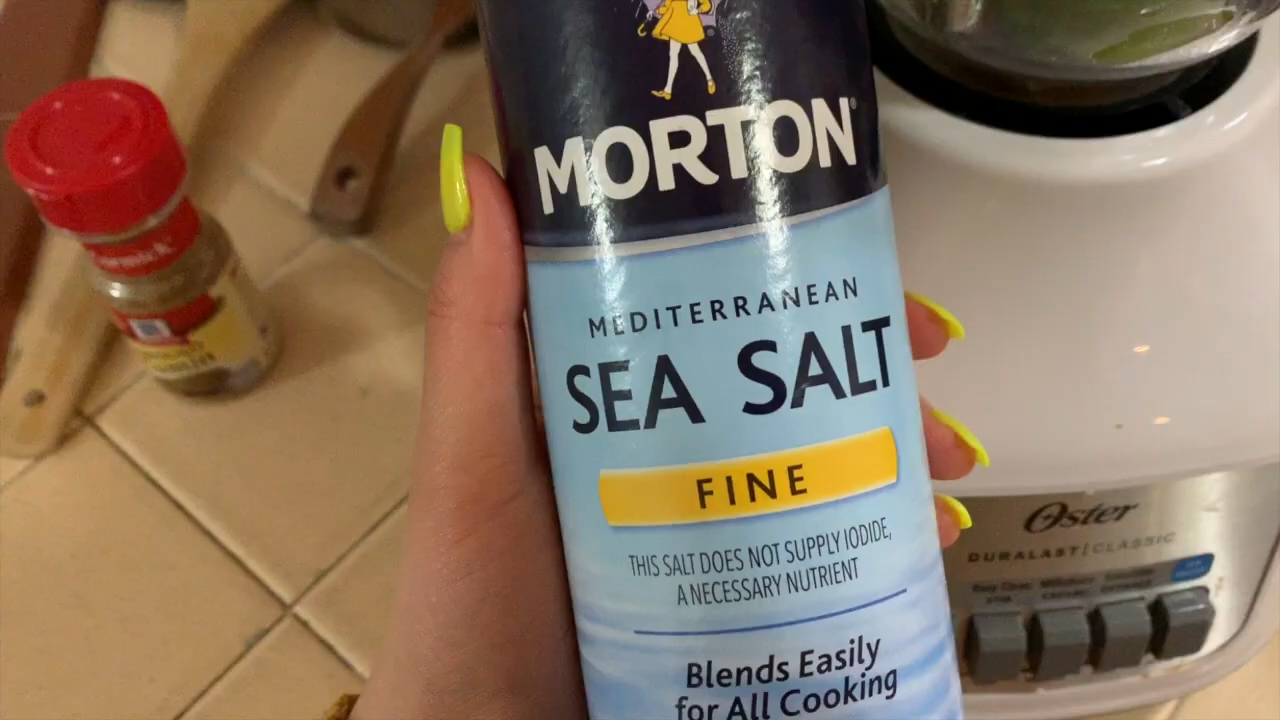 MORTON
MEDITERRANEAN
SEA SALT
FINE
THIS SALT DOES NOT SUPPLY IODIDE,
A NECESSARY NUTRIENT
Blends Easily
for All Cooking
Oster
DURALAST | CLASSIC